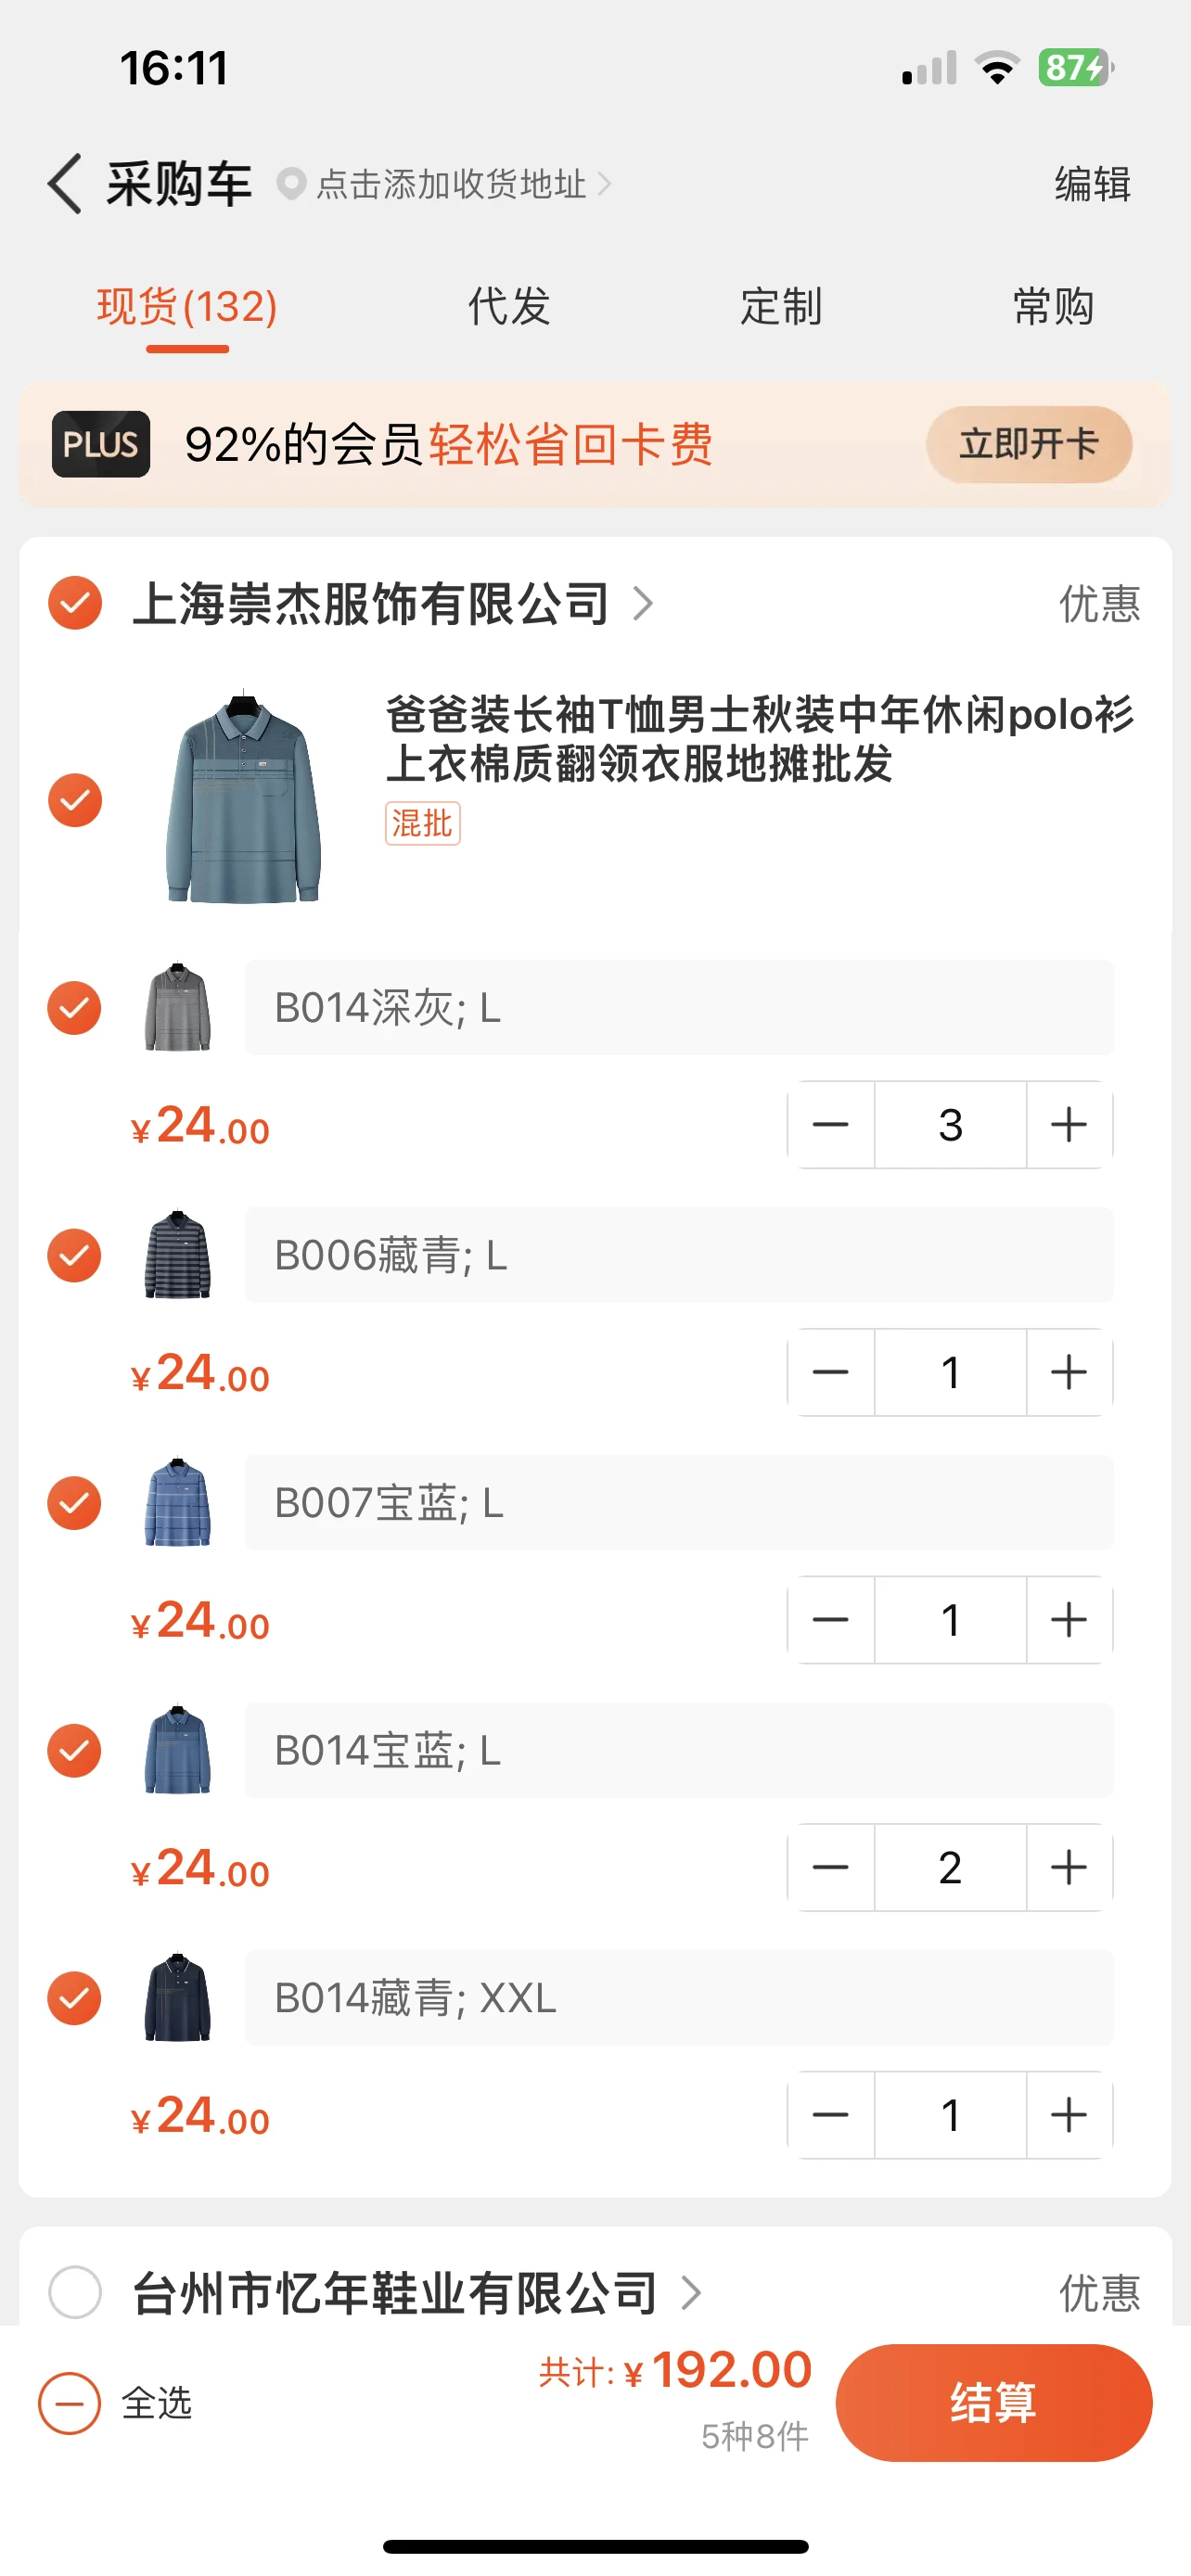 16:11
87
采购车 点击添加收货地址 编辑
现货(132) 代发 定制 常购
PLUS 92%的会员轻松省回卡费 立即开卡
上海崇杰服饰有限公司 优惠
爸爸装长袖T恤男士秋装中年休闲polo衫
上衣棉质翻领衣服地摊批发
混批
B014深灰; L
¥24.00 3
B006藏青; L
¥24.00 1
B007宝蓝; L
¥24.00 1
B014宝蓝; L
¥24.00 2
B014藏青; XXL
¥24.00 1
台州市忆年鞋业有限公司 优惠
全选 共计: ¥192.00 结算
5种8件